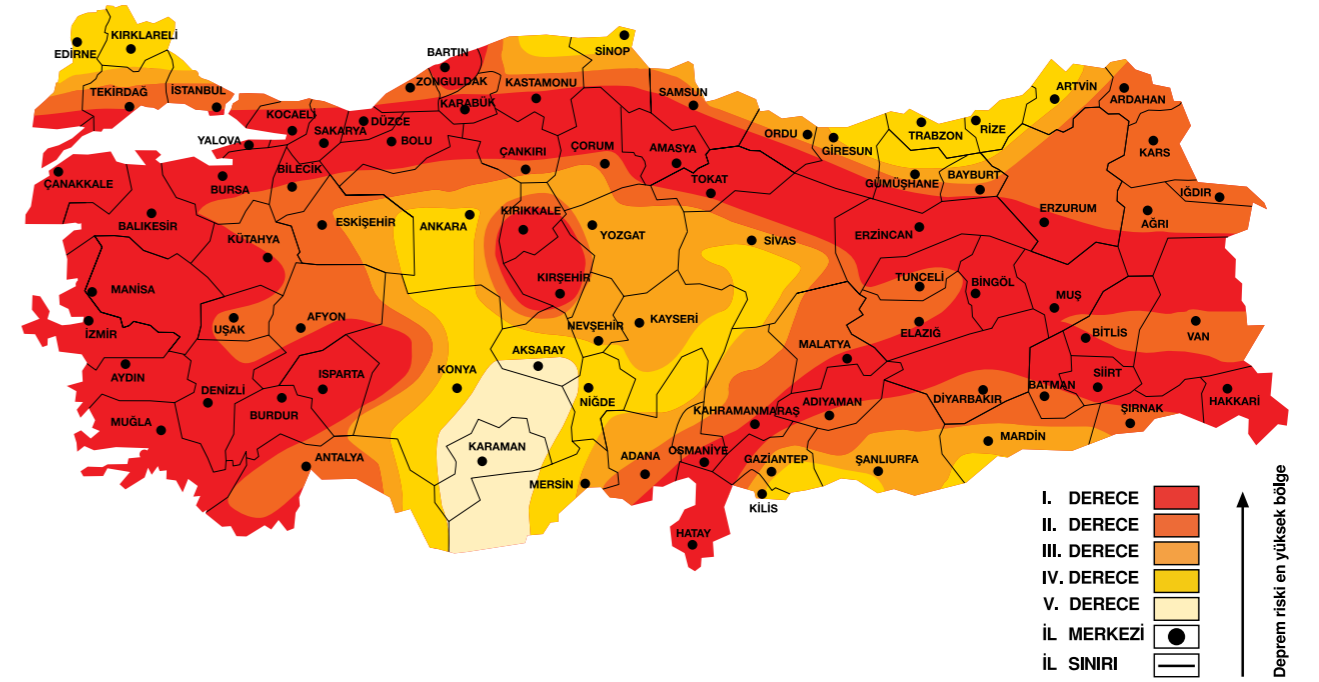 KIRKLARELİ
EDİRNE
TEKİRDAĞ
İSTANBUL
KOCAELİ
YALOVA
SAKARYA
DÜZCE
BOLU
BARTIN
ZONGULDAK
KARABÜK
KASTAMONU
SİNOP
SAMSUN
ORDU
GİRESUN
TRABZON
RİZE
ARTVİN
ARDAHAN
KARS
IĞDIR
AĞRI
ÇANAKKALE
BURSA
BİLECİK
ÇANKIRI
ÇORUM
AMASYA
TOKAT
GÜMÜŞHANE
BAYBURT
ERZURUM
BALIKESİR
KÜTAHYA
ESKİŞEHİR
ANKARA
KIRIKKALE
YOZGAT
SİVAS
ERZİNCAN
TUNCELİ
BİNGÖL
MUŞ
BİTLİS
VAN
MANİSA
İZMİR
UŞAK
AFYON
KIRŞEHİR
NEVŞEHİR
KAYSERİ
MALATYA
ELAZIĞ
AYDIN
DENİZLİ
ISPARTA
BURDUR
KONYA
AKSARAY
NİĞDE
KAHRAMANMARAŞ
ADIYAMAN
DİYARBAKIR
BATMAN
SİİRT
ŞIRNAK
HAKKARİ
MUĞLA
ANTALYA
KARAMAN
MERSİN
ADANA
OSMANİYE
GAZİANTEP
ŞANLIURFA
MARDİN
KİLİS
HATAY
I. DERECE
II. DERECE
III. DERECE
IV. DERECE
V. DERECE
İL MERKEZİ
İL SINIRI
Deprem riski en yüksek bölge